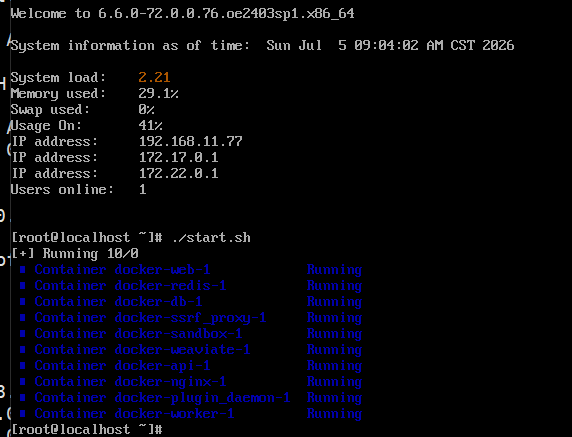 Welcome to 6.6.0-72.0.0.76.oe2403sp1.x86_64
System information as of time:  Sun Jul  5 09:04:02 AM CST 2026
System load:    2.21
Memory used:    29.1%
Swap used:      0%
Usage On:       41%
IP address:     192.168.11.77
IP address:     172.17.0.1
IP address:     172.22.0.1
Users online:   1
[root@localhost ~]# ./start.sh
[+] Running 10/0
Container docker-web-1            Running
Container docker-redis-1          Running
Container docker-db-1             Running
Container docker-ssrf_proxy-1     Running
Container docker-sandbox-1        Running
Container docker-weaviate-1       Running
Container docker-api-1            Running
Container docker-nginx-1          Running
Container docker-plugin_daemon-1  Running
Container docker-worker-1         Running
[root@localhost ~]#